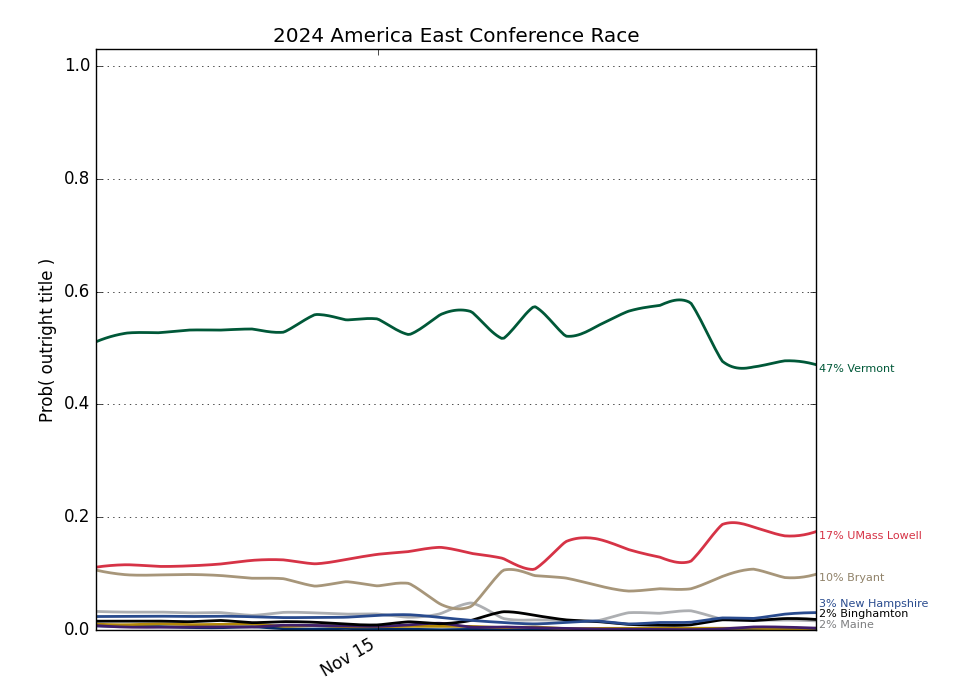 2024 America East Conference Race
Prob( outright title )
1.0
0.8
0.6
0.4
0.2
0.0
Nov 15
47% Vermont
17% UMass Lowell
10% Bryant
3% New Hampshire
2% Binghamton
2% Maine